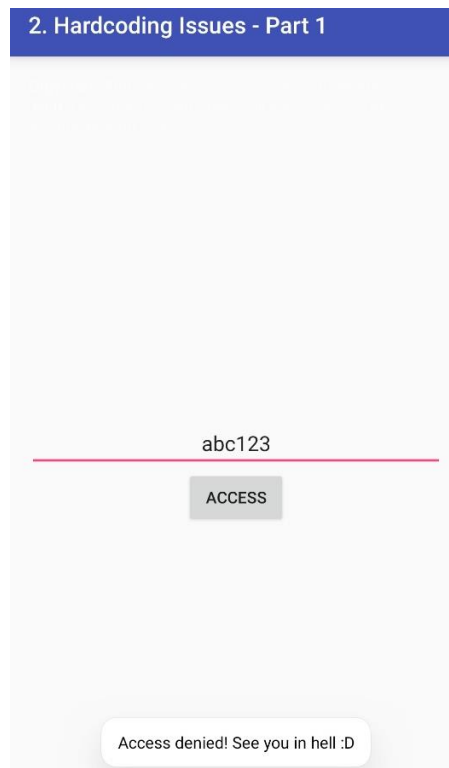 2. Hardcoding Issues - Part 1
abc123
ACCESS
Access denied! See you in hell :D